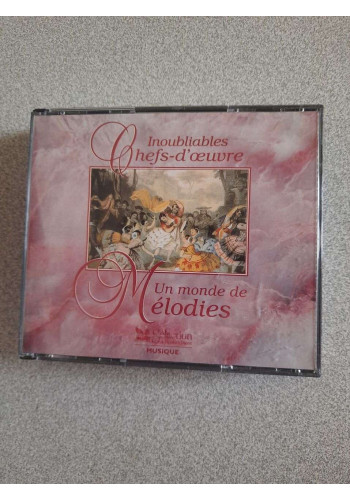 Inoubliables
Chefs-d'œuvre
Un monde de
Mélodies
MUSIQUE